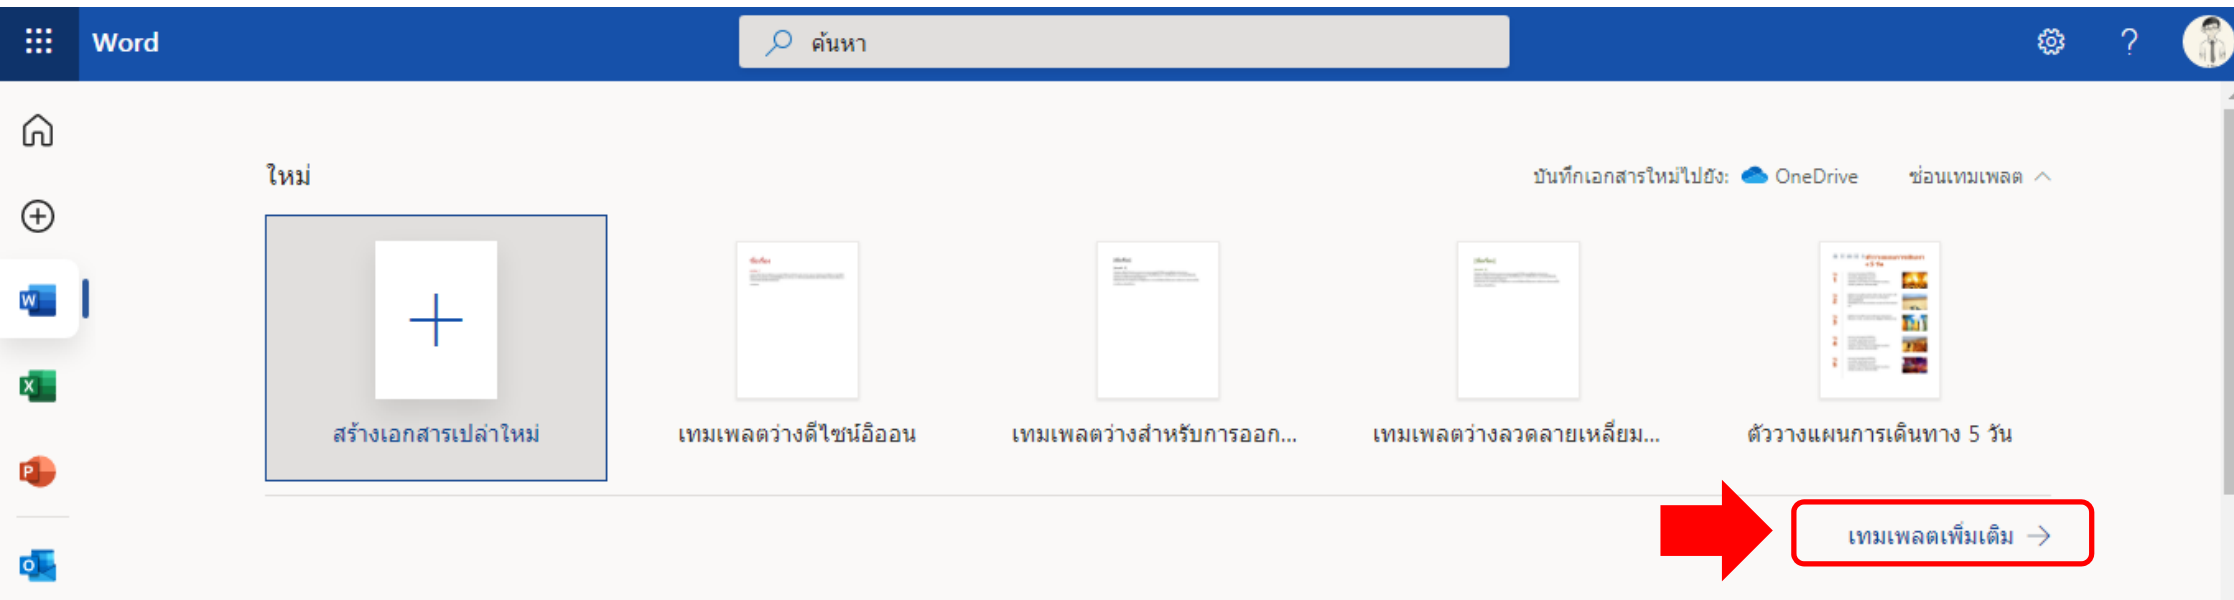 Word
ค้นหา
?
ใหม่
บันทึกเอกสารใหม่ไปยัง: OneDrive ซ่อนเทมเพลต
สร้างเอกสารเปล่าใหม่
เทมเพลตว่างดีไซน์อิออน
เทมเพลตว่างสำหรับการออก...
เทมเพลตว่างลวดลายเหลี่ยม...
ตัววางแผนการเดินทาง 5 วัน
เทมเพลตเพิ่มเติม →